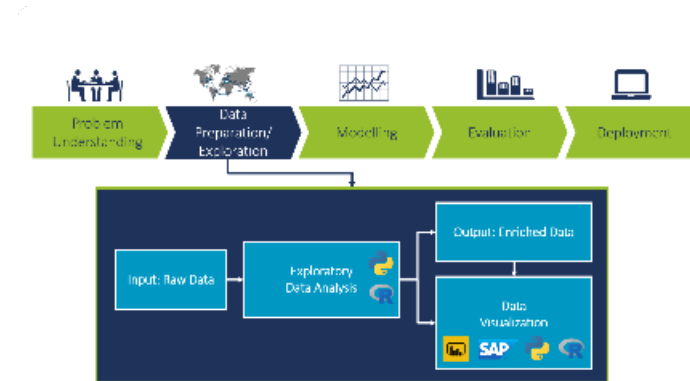 Problem
Understanding
Data
Preparation/
Exploration
Modelling
Evaluation
Deployment
Input: Raw Data
Exploratory
Data Analysis
R
Output: Enriched Data
Data
Visualization
SAP
R